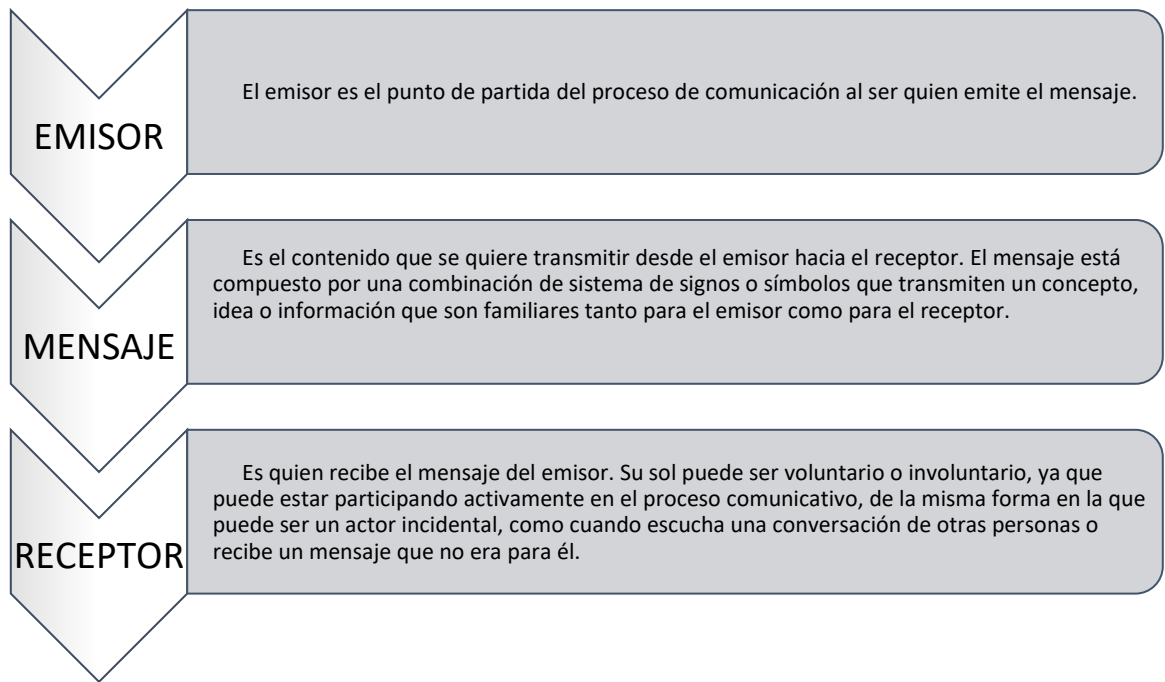 EMISOR
El emisor es el punto de partida del proceso de comunicación al ser quien emite el mensaje.
MENSAJE
Es el contenido que se quiere transmitir desde el emisor hacia el receptor. El mensaje está
compuesto por una combinación de sistema de signos o símbolos que transmiten un concepto,
idea o información que son familiares tanto para el emisor como para el receptor.
RECEPTOR
Es quien recibe el mensaje del emisor. Su sol puede ser voluntario o involuntario, ya que
puede estar participando activamente en el proceso comunicativo, de la misma forma en la que
puede ser un actor incidental, como cuando escucha una conversación de otras personas o
recibe un mensaje que no era para él.